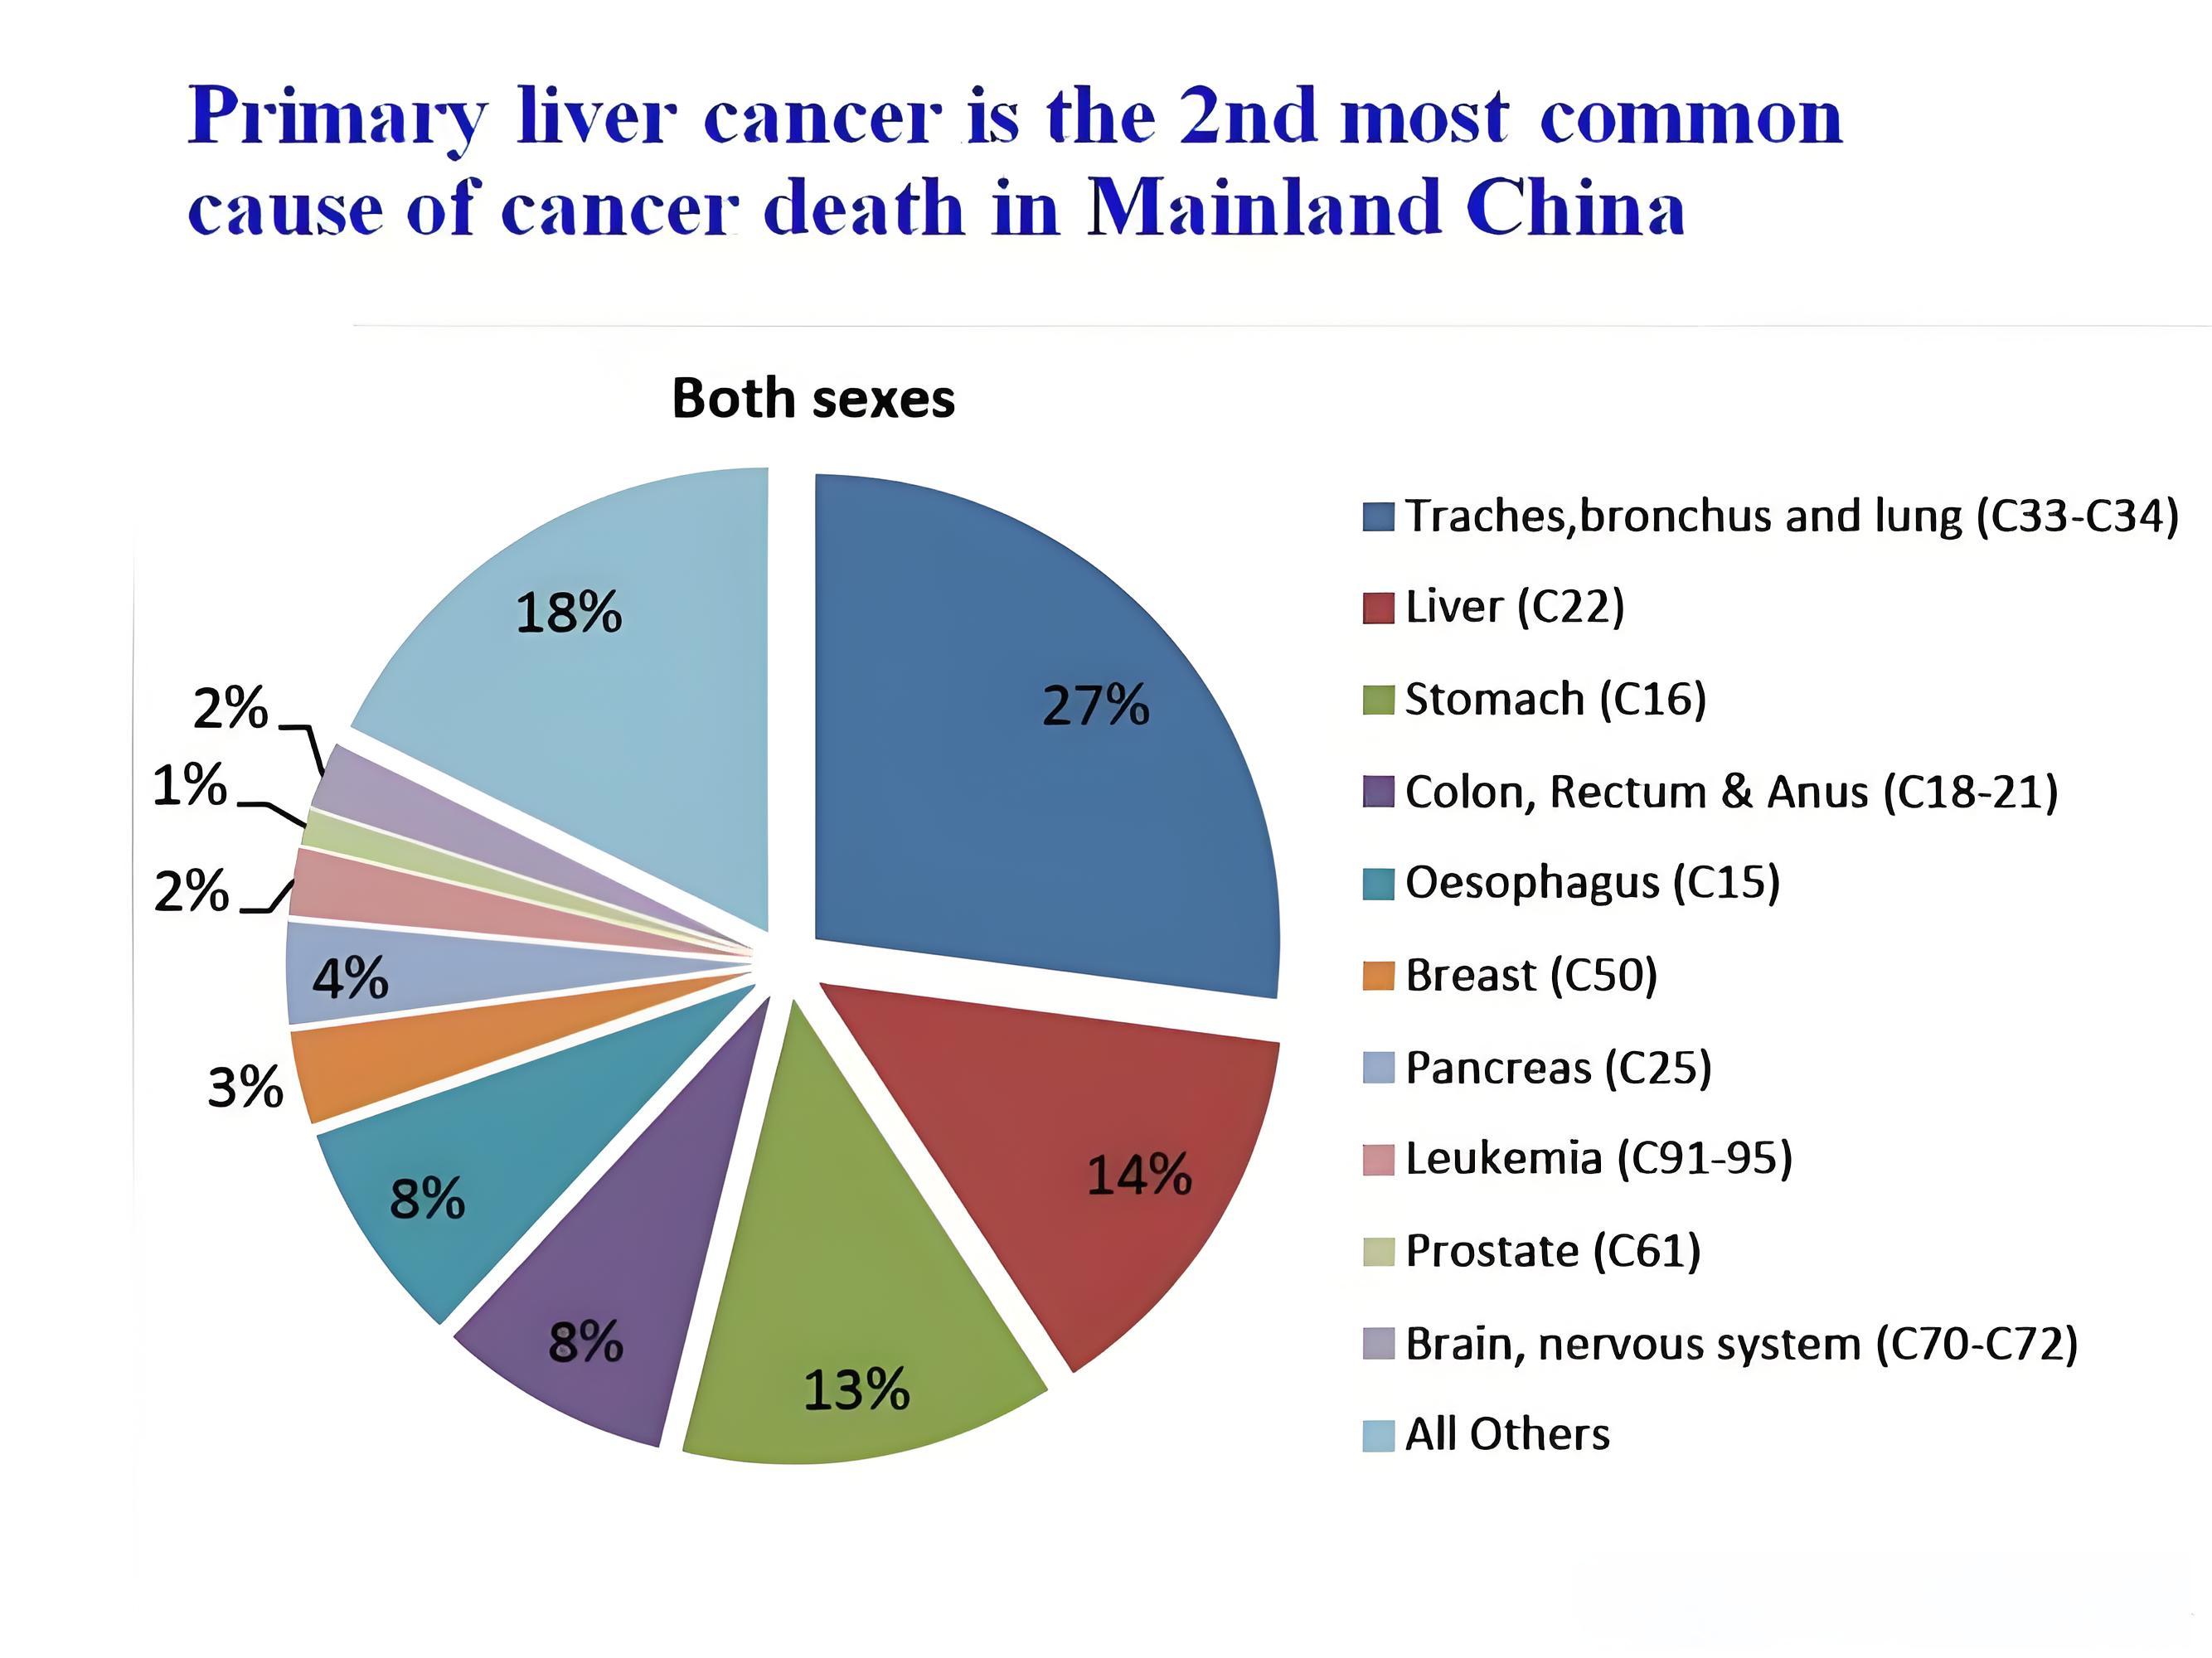 Primary liver cancer is the 2nd most common
cause of cancer death in Mainland China
Both sexes
18%
27%
2%
1%
2%
4%
3%
8%
8%
13%
14%
Traches,bronchus and lung (C33-C34)
Liver (C22)
Stomach (C16)
Colon, Rectum & Anus (C18-21)
Oesophagus (C15)
Breast (C50)
Pancreas (C25)
Leukemia (C91-95)
Prostate (C61)
Brain, nervous system (C70-C72)
All Others